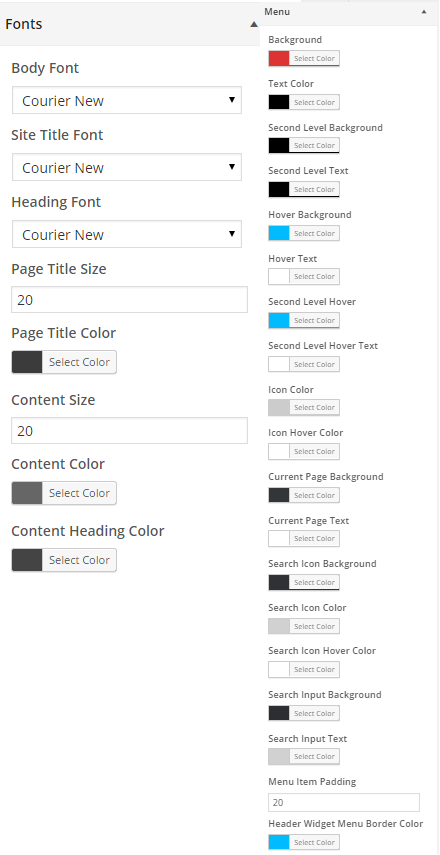 Fonts
Body Font
Courier New
Site Title Font
Courier New
Heading Font
Courier New
Page Title Size
20
Page Title Color
Select Color
Content Size
20
Content Color
Select Color
Content Heading Color
Select Color
Menu
Background
Select Color
Text Color
Select Color
Second Level Background
Select Color
Second Level Text
Select Color
Hover Background
Select Color
Hover Text
Select Color
Second Level Hover
Select Color
Second Level Hover Text
Select Color
Icon Color
Select Color
Icon Hover Color
Select Color
Current Page Background
Select Color
Current Page Text
Select Color
Search Icon Background
Select Color
Search Icon Color
Select Color
Search Icon Hover Color
Select Color
Search Input Background
Select Color
Search Input Text
Select Color
Menu Item Padding
20
Header Widget Menu Border Color
Select Color